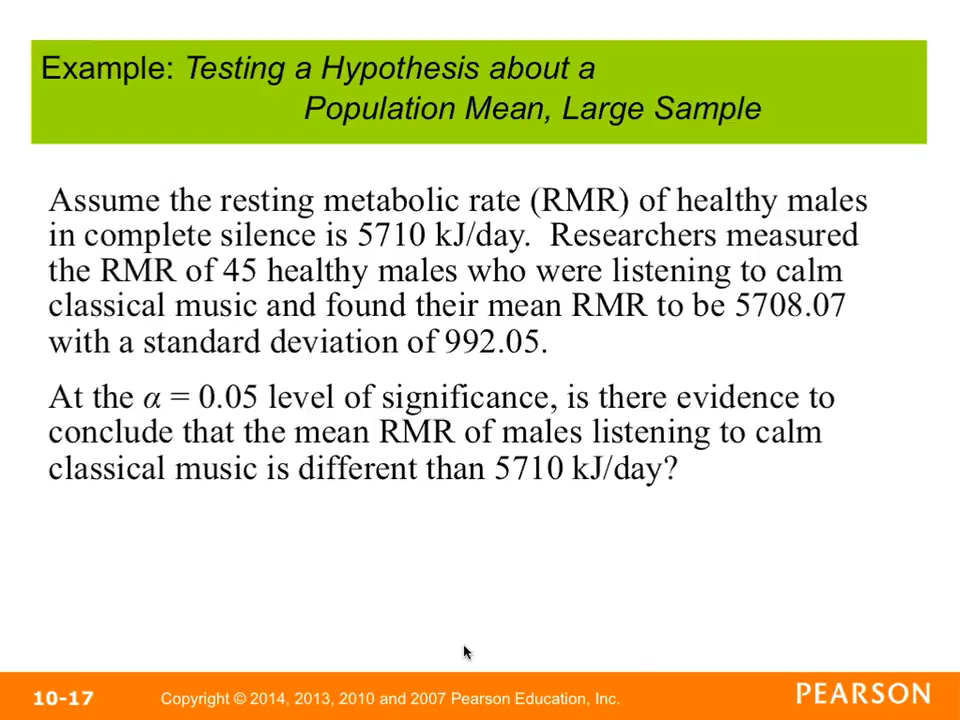 Example: Testing a Hypothesis about a
Population Mean, Large Sample
Assume the resting metabolic rate (RMR) of healthy males
in complete silence is 5710 kJ/day.  Researchers measured
the RMR of 45 healthy males who were listening to calm
classical music and found their mean RMR to be 5708.07
with a standard deviation of 992.05.
At the α = 0.05 level of significance, is there evidence to
conclude that the mean RMR of males listening to calm
classical music is different than 5710 kJ/day?
10-17
Copyright © 2014, 2013, 2010 and 2007 Pearson Education, Inc.
PEARSON